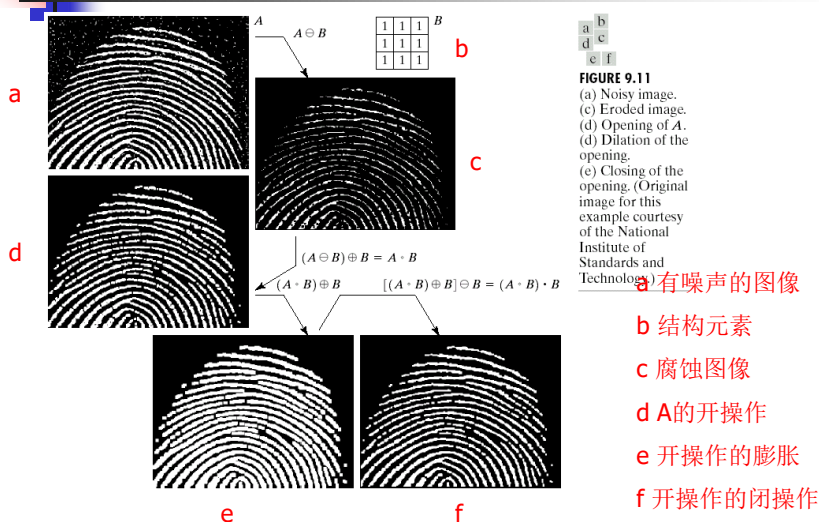 A
A ⊖ B
1 1 1 B
1 1 1
1 1 1
a
b
c
d
(A ⊖ B) ⊕ B = A ∘ B
(A ∘ B) ⊕ B
[(A ∘ B) ⊕ B] ⊖ B = (A ∘ B) • B
e
f
a b
d c
e f
FIGURE 9.11
(a) Noisy image.
(c) Eroded image.
(d) Opening of A.
(d) Dilation of the
opening.
(e) Closing of the
opening. (Original
image for this
example courtesy
of the National
Institute of
Standards and
Technology.)
a 有噪声的图像
b 结构元素
c 腐蚀图像
d A的开操作
e 开操作的膨胀
f 开操作的闭操作